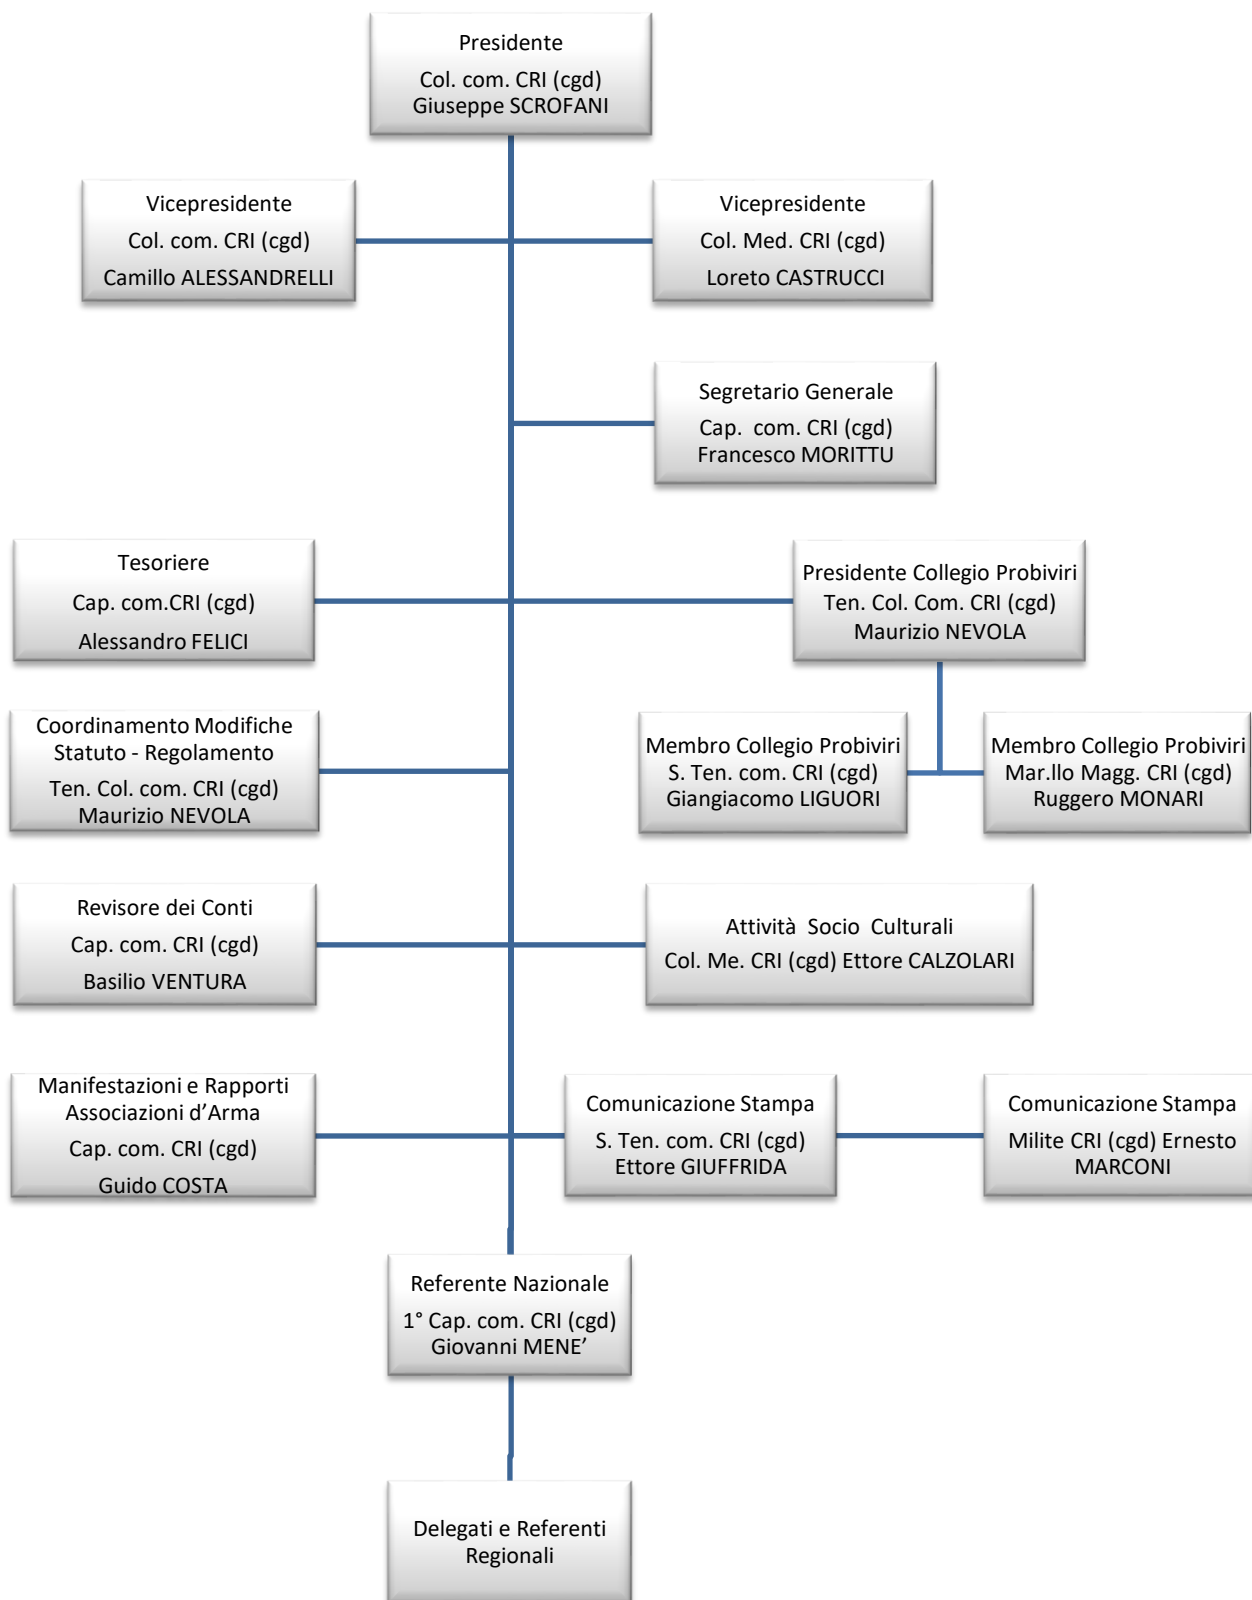 Presidente
Col. com. CRI (cgd)
Giuseppe SCROFANI
Vicepresidente
Col. com. CRI (cgd)
Camillo ALESSANDRELLI
Vicepresidente
Col. Med. CRI (cgd)
Loreto CASTRUCCI
Segretario Generale
Cap. com. CRI (cgd)
Francesco MORITTU
Tesoriere
Cap. com.CRI (cgd)
Alessandro FELICI
Presidente Collegio Probiviri
Ten. Col. Com. CRI (cgd)
Maurizio NEVOLA
Coordinamento Modifiche
Statuto - Regolamento
Ten. Col. com. CRI (cgd)
Maurizio NEVOLA
Membro Collegio Probiviri
S. Ten. com. CRI (cgd)
Giangiacomo LIGUORI
Membro Collegio Probiviri
Mar.llo Magg. CRI (cgd)
Ruggero MONARI
Revisore dei Conti
Cap. com. CRI (cgd)
Basilio VENTURA
Attività Socio Culturali
Col. Me. CRI (cgd) Ettore CALZOLARI
Manifestazioni e Rapporti
Associazioni d’Arma
Cap. com. CRI (cgd)
Guido COSTA
Comunicazione Stampa
S. Ten. com. CRI (cgd)
Ettore GIUFFRIDA
Comunicazione Stampa
Milite CRI (cgd) Ernesto
MARCONI
Referente Nazionale
1° Cap. com. CRI (cgd)
Giovanni MENE’
Delegati e Referenti
Regionali